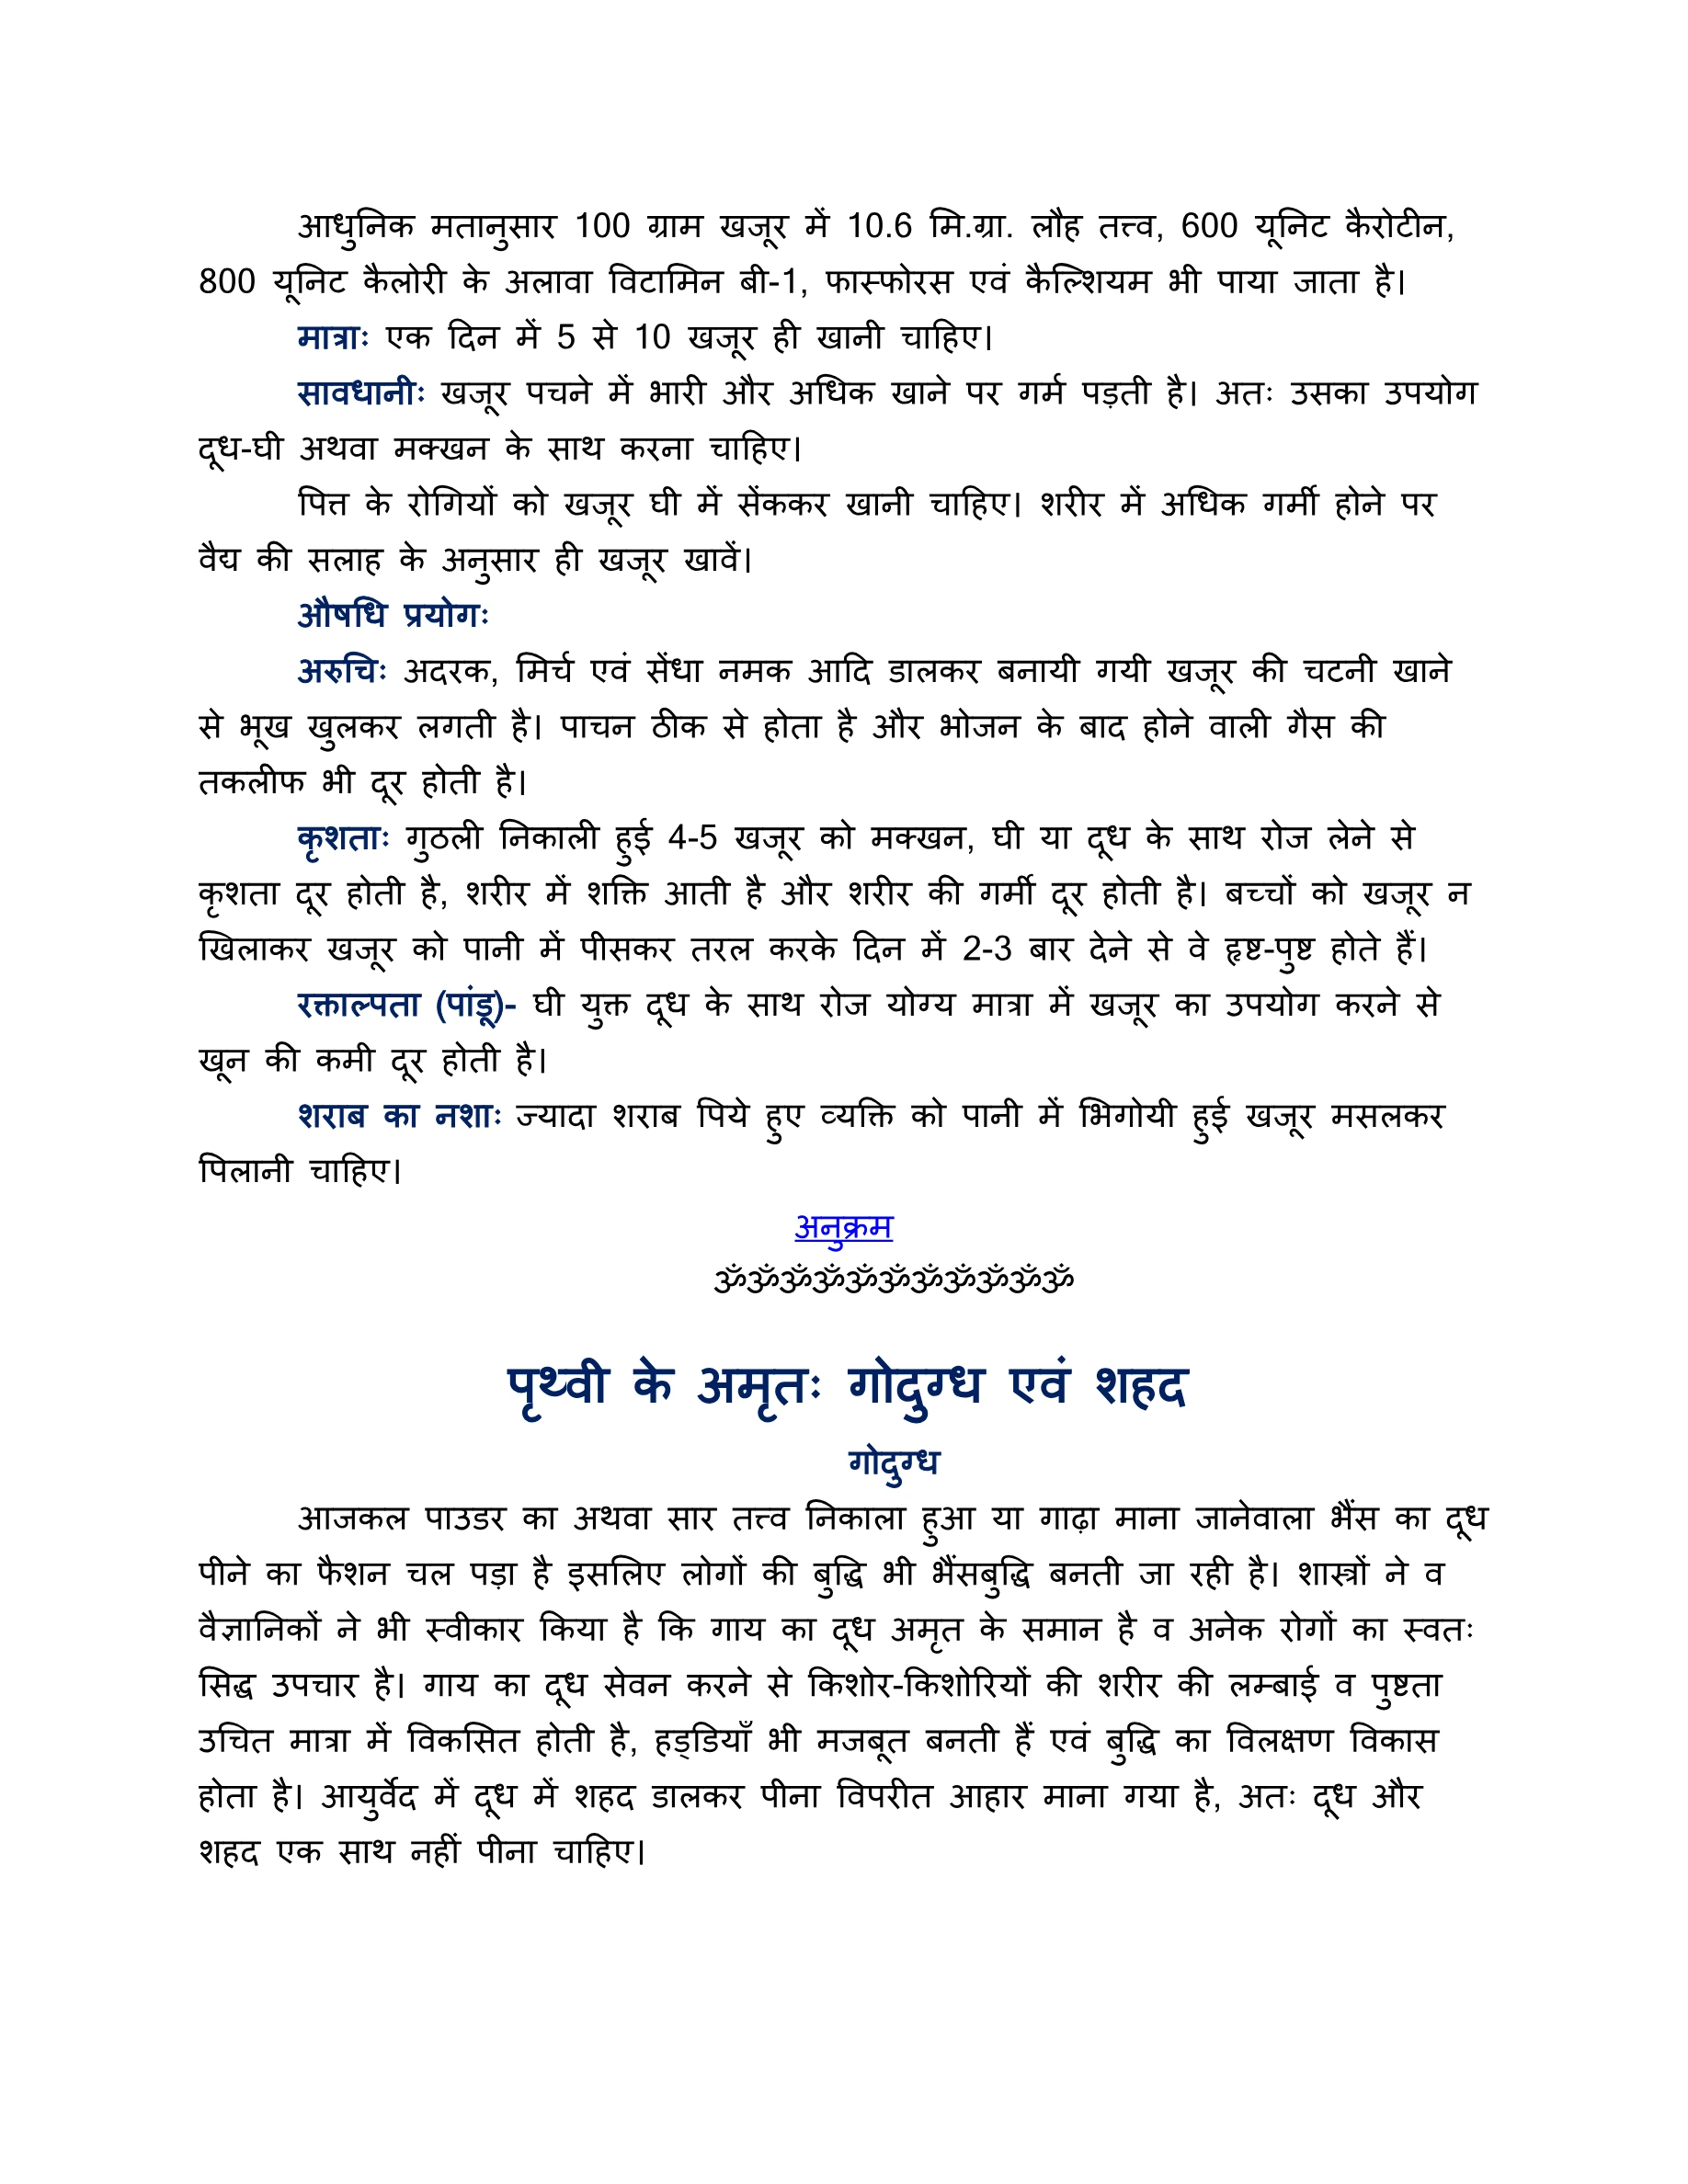 आधुनिक मतानुसार 100 ग्राम खजूर में 10.6 मि.ग्रा. लौह तत्त्व, 600 यूनिट कैरोटीन,
800 यूनिट कैलोरी के अलावा विटामिन बी-1, फास्फोरस एवं कैल्शियम भी पाया जाता है।
मात्राः एक दिन में 5 से 10 खजूर ही खानी चाहिए।
सावधानीः खजूर पचने में भारी और अधिक खाने पर गर्म पड़ती है। अतः उसका उपयोग
दूध-घी अथवा मक्खन के साथ करना चाहिए।
पित्त के रोगियों को खजूर घी में सेंककर खानी चाहिए। शरीर में अधिक गर्मी होने पर
वैद्य की सलाह के अनुसार ही खजूर खावें।
औषधि प्रयोगः
अरुचिः अदरक, मिर्च एवं सेंधा नमक आदि डालकर बनायी गयी खजूर की चटनी खाने
से भूख खुलकर लगती है। पाचन ठीक से होता है और भोजन के बाद होने वाली गैस की
तकलीफ भी दूर होती है।
कृशताः गुठली निकाली हुई 4-5 खजूर को मक्खन, घी या दूध के साथ रोज लेने से
कृशता दूर होती है, शरीर में शक्ति आती है और शरीर की गर्मी दूर होती है। बच्चों को खजूर न
खिलाकर खजूर को पानी में पीसकर तरल करके दिन में 2-3 बार देने से वे हृष्ट-पुष्ट होते हैं।
रक्ताल्पता (पांडू)- घी युक्त दूध के साथ रोज योग्य मात्रा में खजूर का उपयोग करने से
खून की कमी दूर होती है।
शराब का नशाः ज्यादा शराब पिये हुए व्यक्ति को पानी में भिगोयी हुई खजूर मसलकर
पिलानी चाहिए।
अनुक्रम
ॐॐॐॐॐॐॐॐॐॐॐ
पृथ्वी के अमृतः गोदुग्ध एवं शहद
गोदुग्ध
आजकल पाउडर का अथवा सार तत्त्व निकाला हुआ या गाढ़ा माना जानेवाला भैंस का दूध
पीने का फैशन चल पड़ा है इसलिए लोगों की बुद्धि भी भैंसबुद्धि बनती जा रही है। शास्त्रों ने व
वैज्ञानिकों ने भी स्वीकार किया है कि गाय का दूध अमृत के समान है व अनेक रोगों का स्वतः
सिद्ध उपचार है। गाय का दूध सेवन करने से किशोर-किशोरियों की शरीर की लम्बाई व पुष्टता
उचित मात्रा में विकसित होती है, हड्डियाँ भी मजबूत बनती हैं एवं बुद्धि का विलक्षण विकास
होता है। आयुर्वेद में दूध में शहद डालकर पीना विपरीत आहार माना गया है, अतः दूध और
शहद एक साथ नहीं पीना चाहिए।